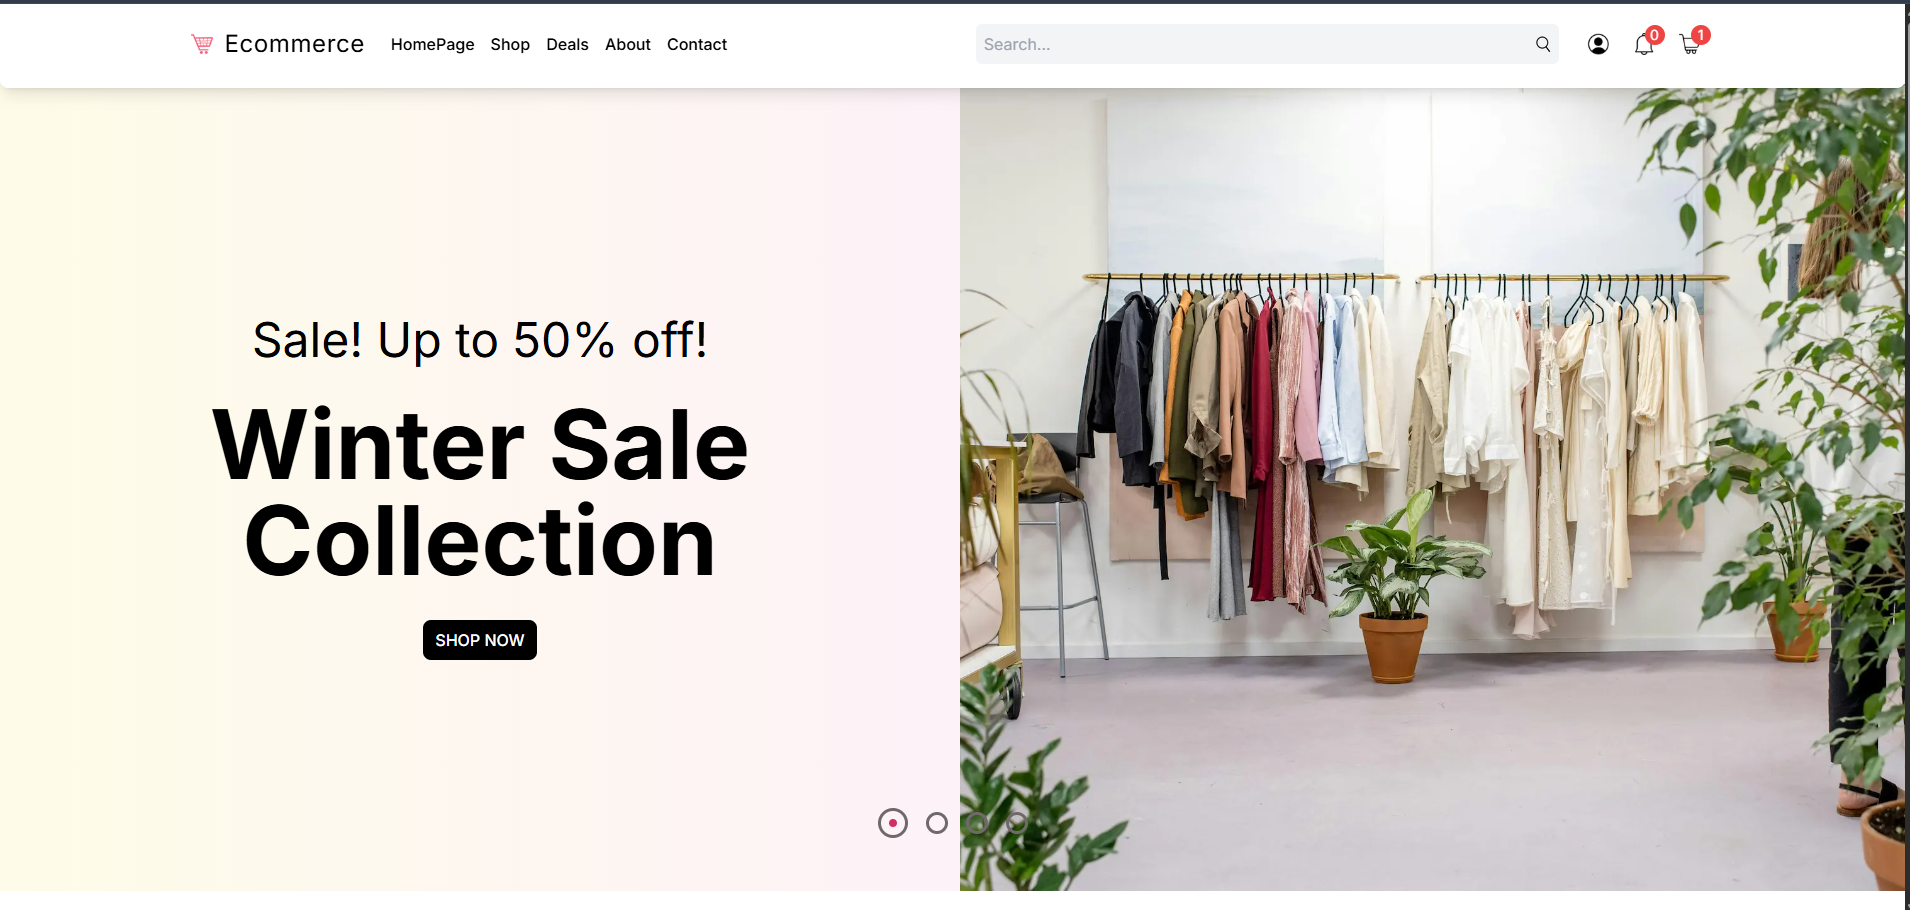 Ecommerce
HomePage Shop Deals About Contact
Search...
0
1
Sale! Up to 50% off!
Winter Sale
Collection
SHOP NOW